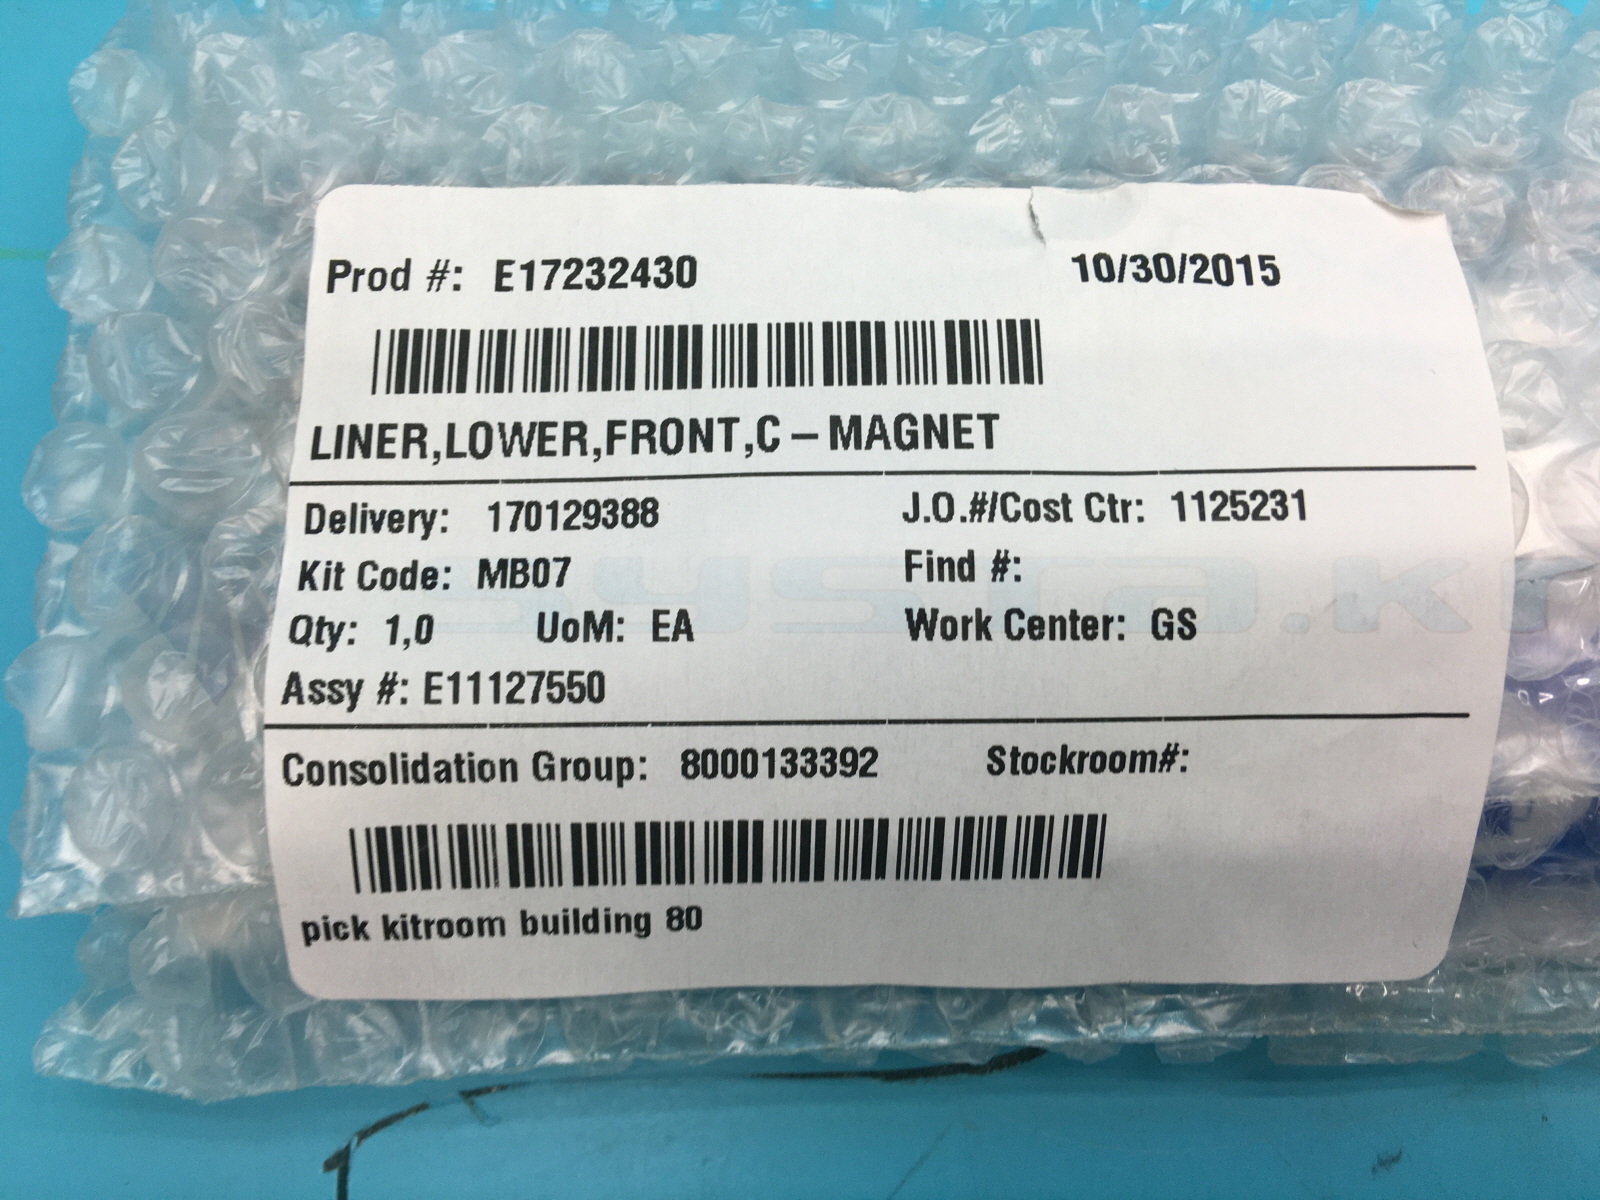 Prod #: E17232430 10/30/2015
LINER,LOWER,FRONT,C – MAGNET
Delivery: 170129388 J.O.#/Cost Ctr: 1125231
Kit Code: MB07 Find #:
Qty: 1,0 UoM: EA Work Center: GS
Assy #: E11127550
Consolidation Group: 8000133392 Stockroom#:
pick kitroom building 80